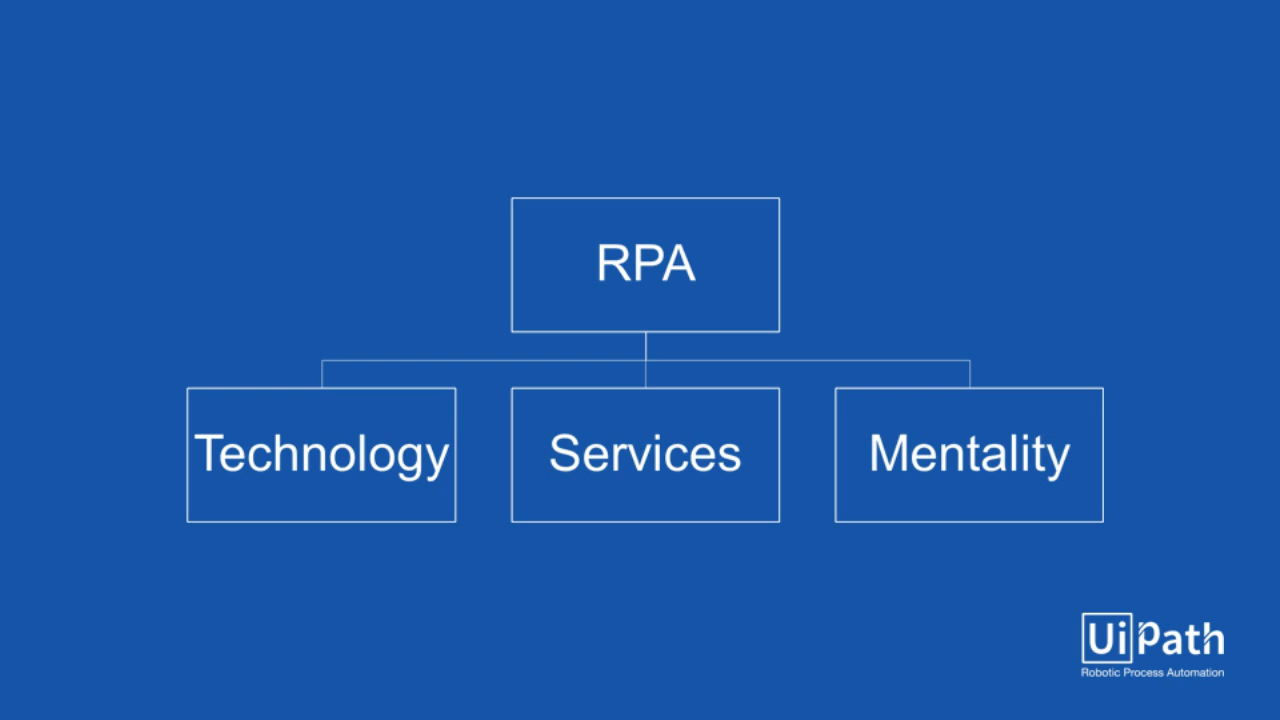 RPA
Technology
Services
Mentality
UiPath
Robotic Process Automation